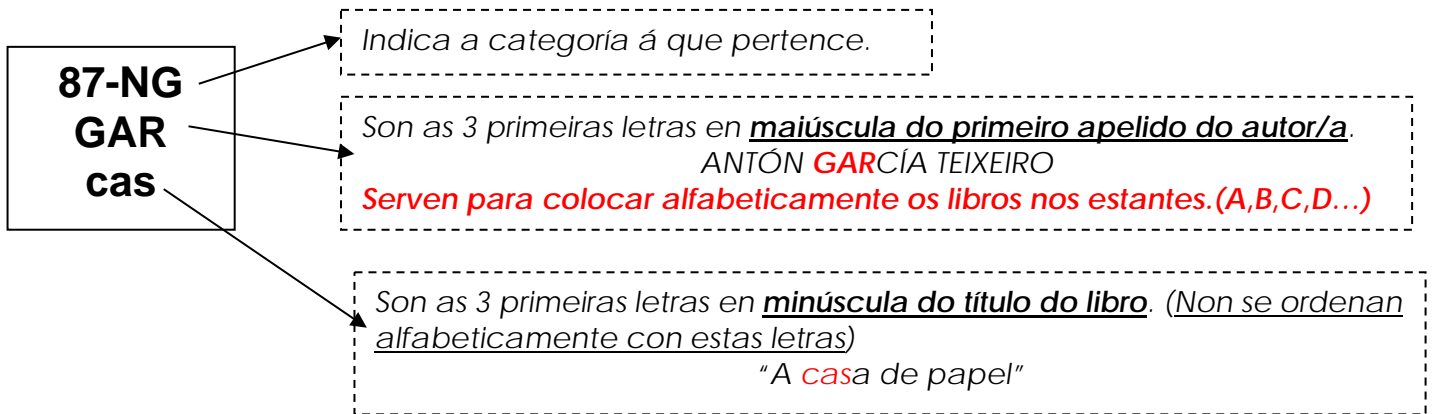 87-NG
GAR
cas
Indica a categoría á que pertence.
Son as 3 primeiras letras en maiúscula do primeiro apelido do autor/a.
ANTÓN GARCÍA TEIXEIRO
Serven para colocar alfabeticamente os libros nos estantes.(A,B,C,D...)
Son as 3 primeiras letras en minúscula do título do libro. (Non se ordenan
alfabeticamente con estas letras)
"A casa de papel"